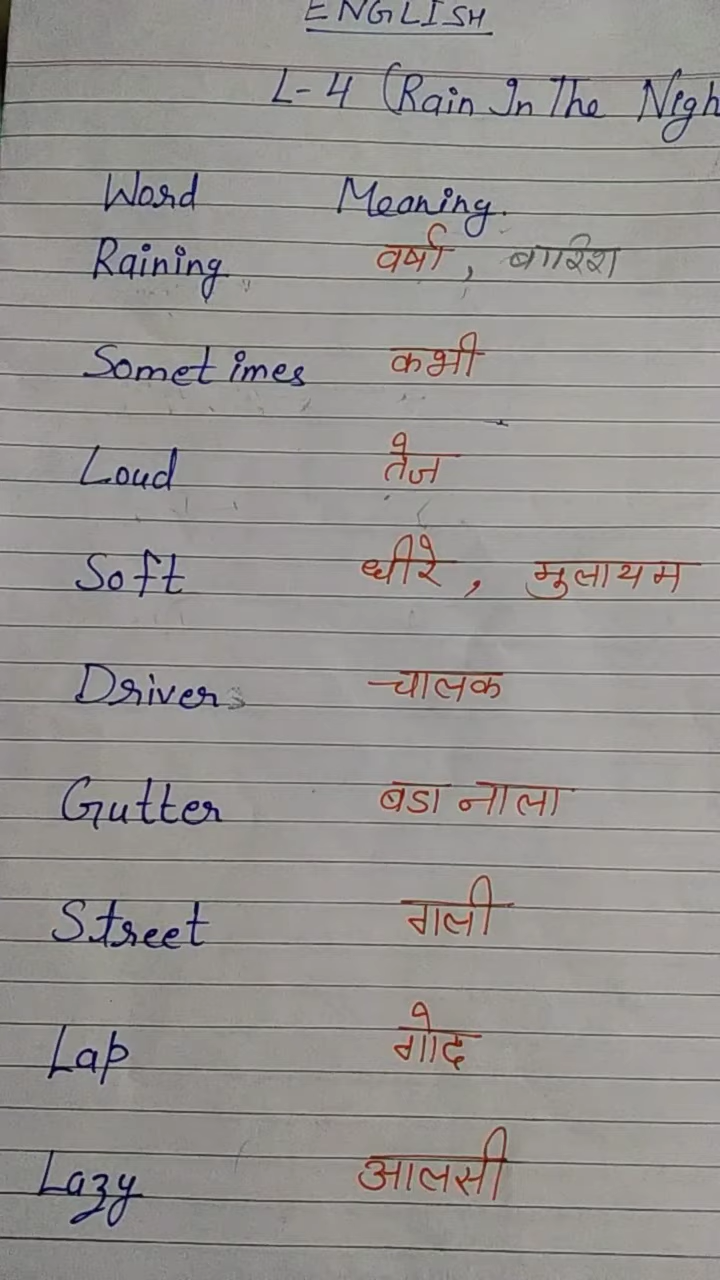 ENGLISH
L-4 (Rain In The Nigh
Word Meaning.
Raining वर्षा, बारिश
Sometimes कभी
Loud तेज
Soft धीरे, मुलायम
Driver चालक
Gutter बडा नाला
Street गली
Lap गोद
Lazy आलसी